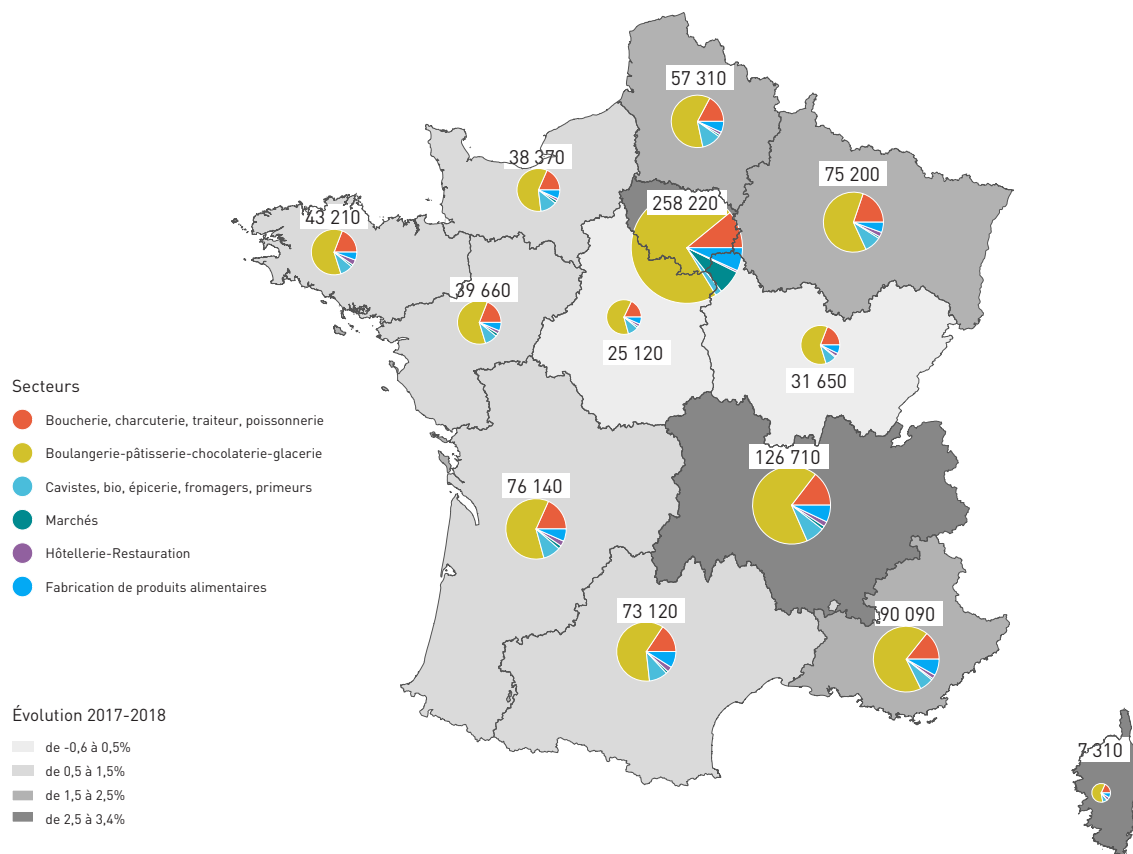 57 310
38 370
75 200
43 210
258 220
39 660
25 120
31 650
Secteurs
Boucherie, charcuterie, traiteur, poissonnerie
Boulangerie-pâtisserie-chocolaterie-glacerie
Cavistes, bio, épicerie, fromagers, primeurs
Marchés
Hôtellerie-Restauration
Fabrication de produits alimentaires
126 710
76 140
73 120
90 090
Évolution 2017-2018
de -0,6 à 0,5%
de 0,5 à 1,5%
de 1,5 à 2,5%
de 2,5 à 3,4%
7 310